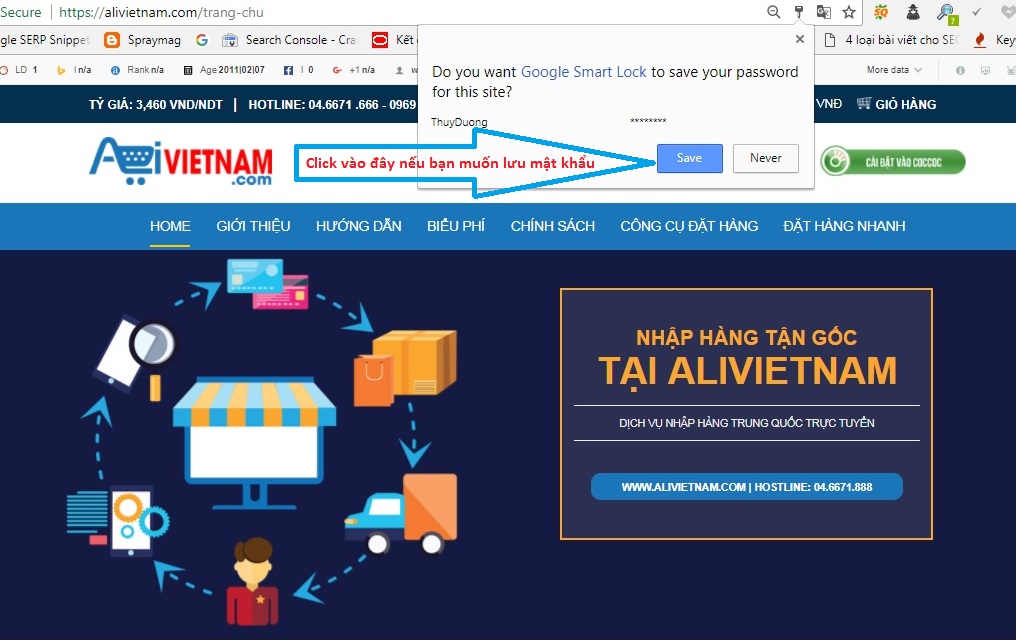 Secure | https://alivietnam.com/trang-chu
gle SERP Snippet Spraymag Search Console - Cra Kết 4 loại bài viết cho SEO Key
LD 1 I n/a Rank n/a Age 2011|02|07 I 0 +1 n/a w More data
Do you want Google Smart Lock to save your password
for this site?
ThuyDuong ********
Save Never
Click vào đây nếu bạn muốn lưu mật khẩu
TỶ GIÁ: 3,460 VND/NDT | HOTLINE: 04.6671 .666 - 0969 VNĐ GIỎ HÀNG
AliVIETNAM
.com
CÀI ĐẶT VÀO COCCOC
HOME GIỚI THIỆU HƯỚNG DẪN BIỂU PHÍ CHÍNH SÁCH CÔNG CỤ ĐẶT HÀNG ĐẶT HÀNG NHANH
NHẬP HÀNG TẬN GỐC
TẠI ALIVIETNAM
DỊCH VỤ NHẬP HÀNG TRUNG QUỐC TRỰC TUYẾN
WWW.ALIVIETNAM.COM | HOSTLINE: 04.6671.888